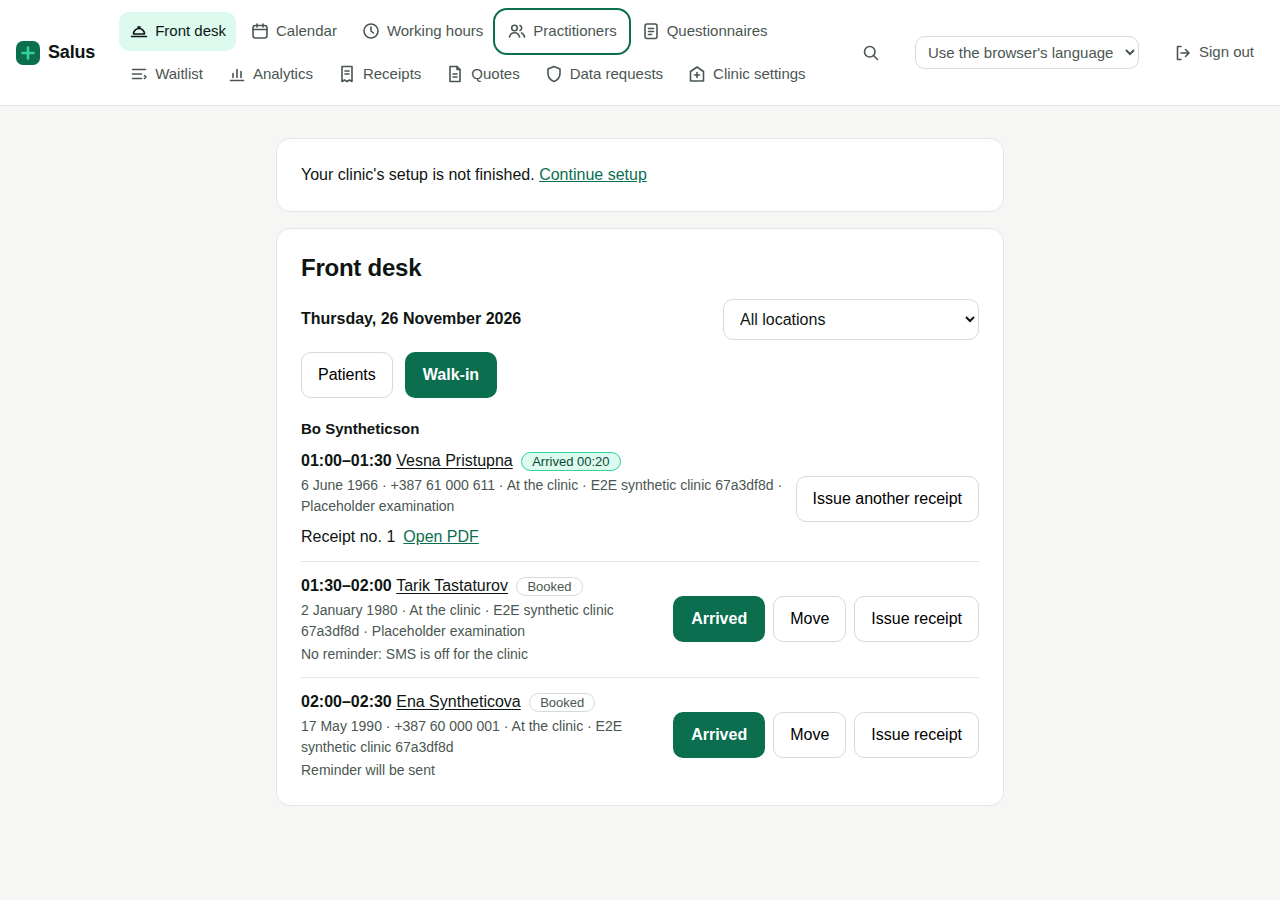 Salus
Front desk
Calendar
Working hours
Practitioners
Questionnaires
Waitlist
Analytics
Receipts
Quotes
Data requests
Clinic settings
Use the browser's language
Sign out
Your clinic's setup is not finished. Continue setup
Front desk
Thursday, 26 November 2026
All locations
Patients
Walk-in
Bo Syntheticson
01:00–01:30 Vesna Pristupna Arrived 00:20
6 June 1966 · +387 61 000 611 · At the clinic · E2E synthetic clinic 67a3df8d ·
Placeholder examination
Receipt no. 1 Open PDF
Issue another receipt
01:30–02:00 Tarik Tastaturov Booked
2 January 1980 · At the clinic · E2E synthetic clinic
67a3df8d · Placeholder examination
No reminder: SMS is off for the clinic
Arrived
Move
Issue receipt
02:00–02:30 Ena Syntheticova Booked
17 May 1990 · +387 60 000 001 · At the clinic · E2E
synthetic clinic 67a3df8d
Reminder will be sent
Arrived
Move
Issue receipt